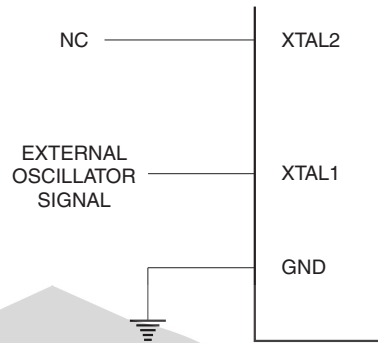 NC
XTAL2
EXTERNAL
OSCILLATOR
SIGNAL
XTAL1
GND